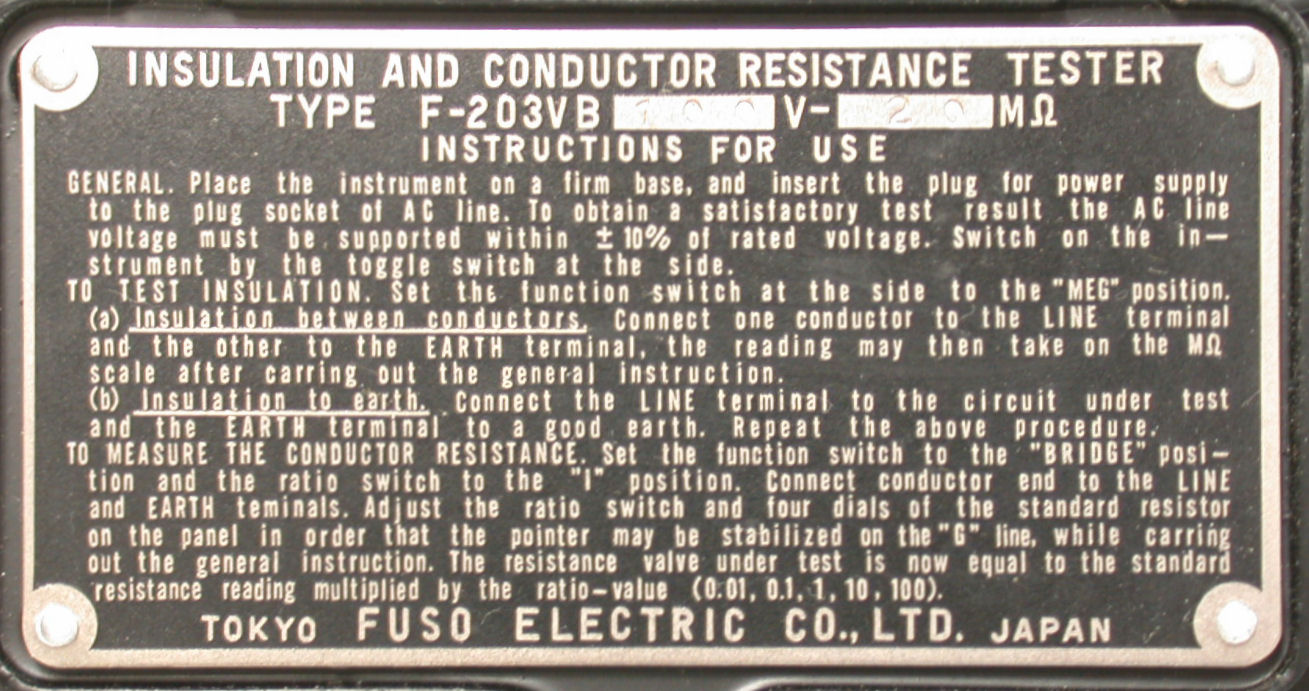 INSULATION AND CONDUCTOR RESISTANCE TESTER
TYPE F-203VB 100 V- 20 MΩ
INSTRUCTIONS FOR USE
GENERAL. Place the instrument on a firm base, and insert the plug for power supply
to the plug socket of AC line. To obtain a satisfactory test result the AC line
voltage must be supported within ±10% of rated voltage. Switch on the in-
strument by the toggle switch at the side.
TO TEST INSULATION. Set the function switch at the side to the "MEG" position.
(a) Insulation between conductors. Connect one conductor to the LINE terminal
and the other to the EARTH terminal, the reading may then take on the MΩ
scale after carring out the general instruction.
(b) Insulation to earth. Connect the LINE terminal to the circuit under test
and the EARTH terminal to a good earth. Repeat the above procedure.
TO MEASURE THE CONDUCTOR RESISTANCE. Set the function switch to the "BRIDGE" posi-
tion and the ratio switch to the "1" position. Connect conductor end to the LINE
and EARTH teminals. Adjust the ratio switch and four dials of the standard resistor
on the panel in order that the pointer may be stabilized on the "G" line, while carring
out the general instruction. The resistance valve under test is now equal to the standard
resistance reading multiplied by the ratio-value (0.01, 0.1, 1, 10, 100).
TOKYO FUSO ELECTRIC CO., LTD. JAPAN